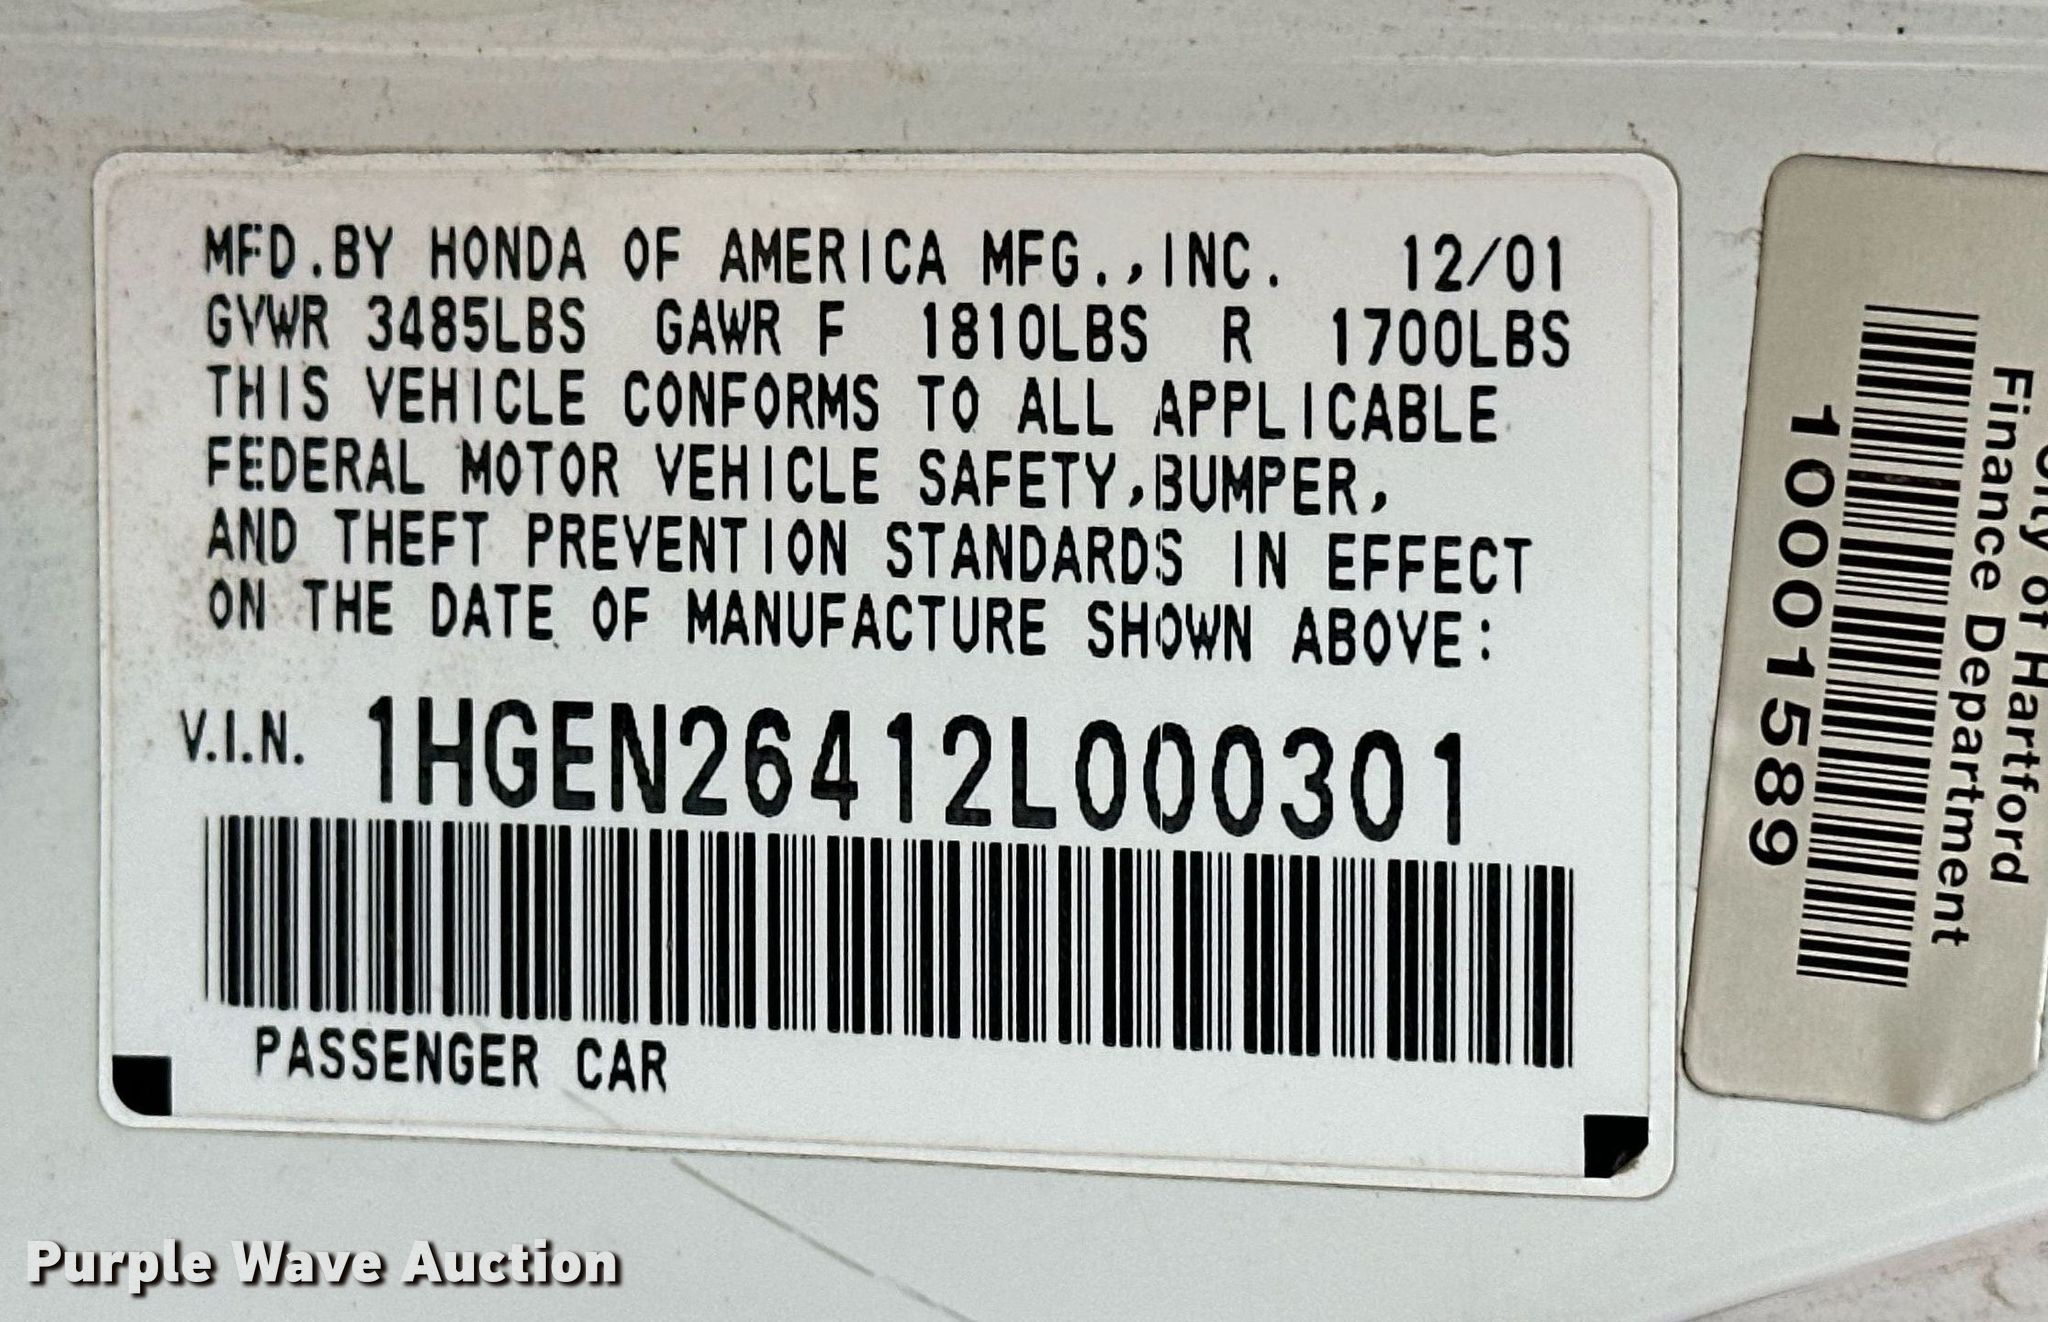 MFD.BY HONDA OF AMERICA MFG.,INC. 12/01
GVWR 3485LBS GAWR F 1810LBS R 1700LBS
THIS VEHICLE CONFORMS TO ALL APPLICABLE
FEDERAL MOTOR VEHICLE SAFETY,BUMPER,
AND THEFT PREVENTION STANDARDS IN EFFECT
ON THE DATE OF MANUFACTURE SHOWN ABOVE:
V.I.N. 1HGEN26412L000301
PASSENGER CAR
City of Hartford
Finance Department
10001589
Purple Wave Auction